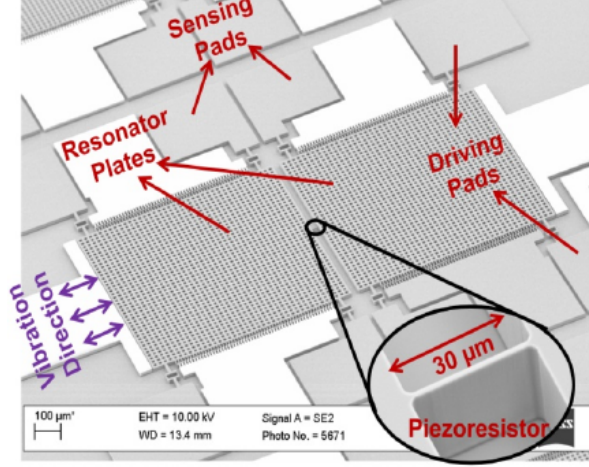 Sensing
Pads
Resonator
Plates
Driving
Pads
Vibration
Direction
30 µm
Piezoresistor
100 µm*
EHT = 10.00 kV
Signal A = SE2
WD = 13.4 mm
Photo No. = 5671